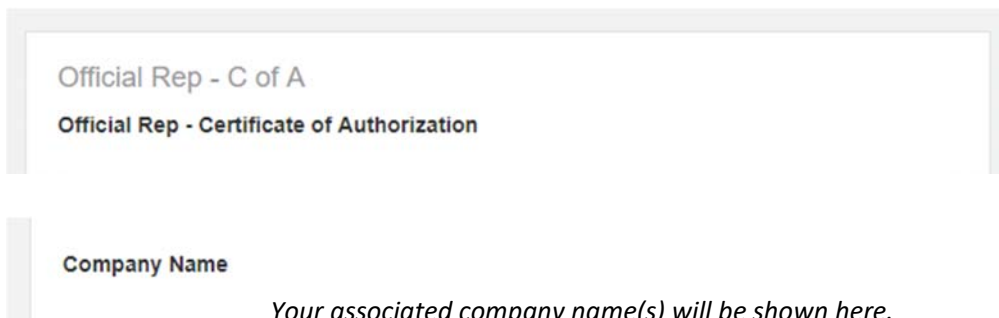 Official Rep - C of A
Official Rep - Certificate of Authorization
Company Name
Your associated company name(s) will be shown here.